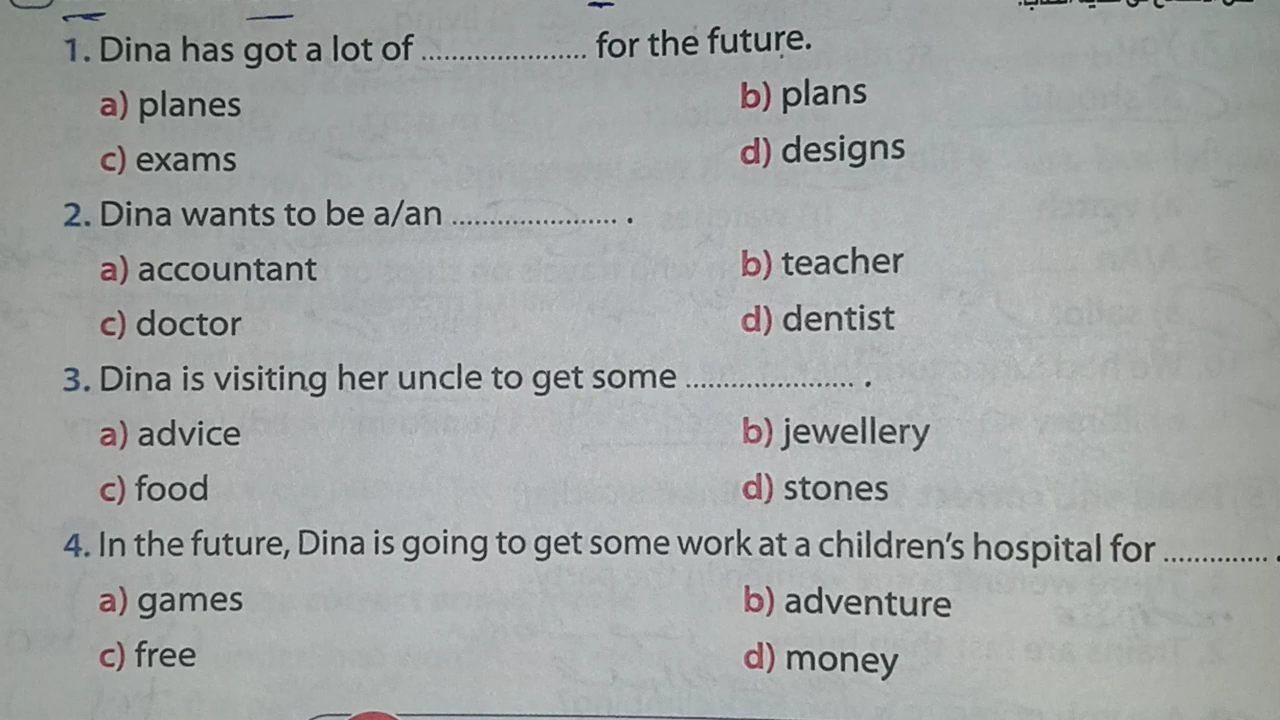 1. Dina has got a lot of .................... for the future.
a) planes b) plans
c) exams d) designs
2. Dina wants to be a/an .................... .
a) accountant b) teacher
c) doctor d) dentist
3. Dina is visiting her uncle to get some .................... .
a) advice b) jewellery
c) food d) stones
4. In the future, Dina is going to get some work at a children's hospital for .............. .
a) games b) adventure
c) free d) money